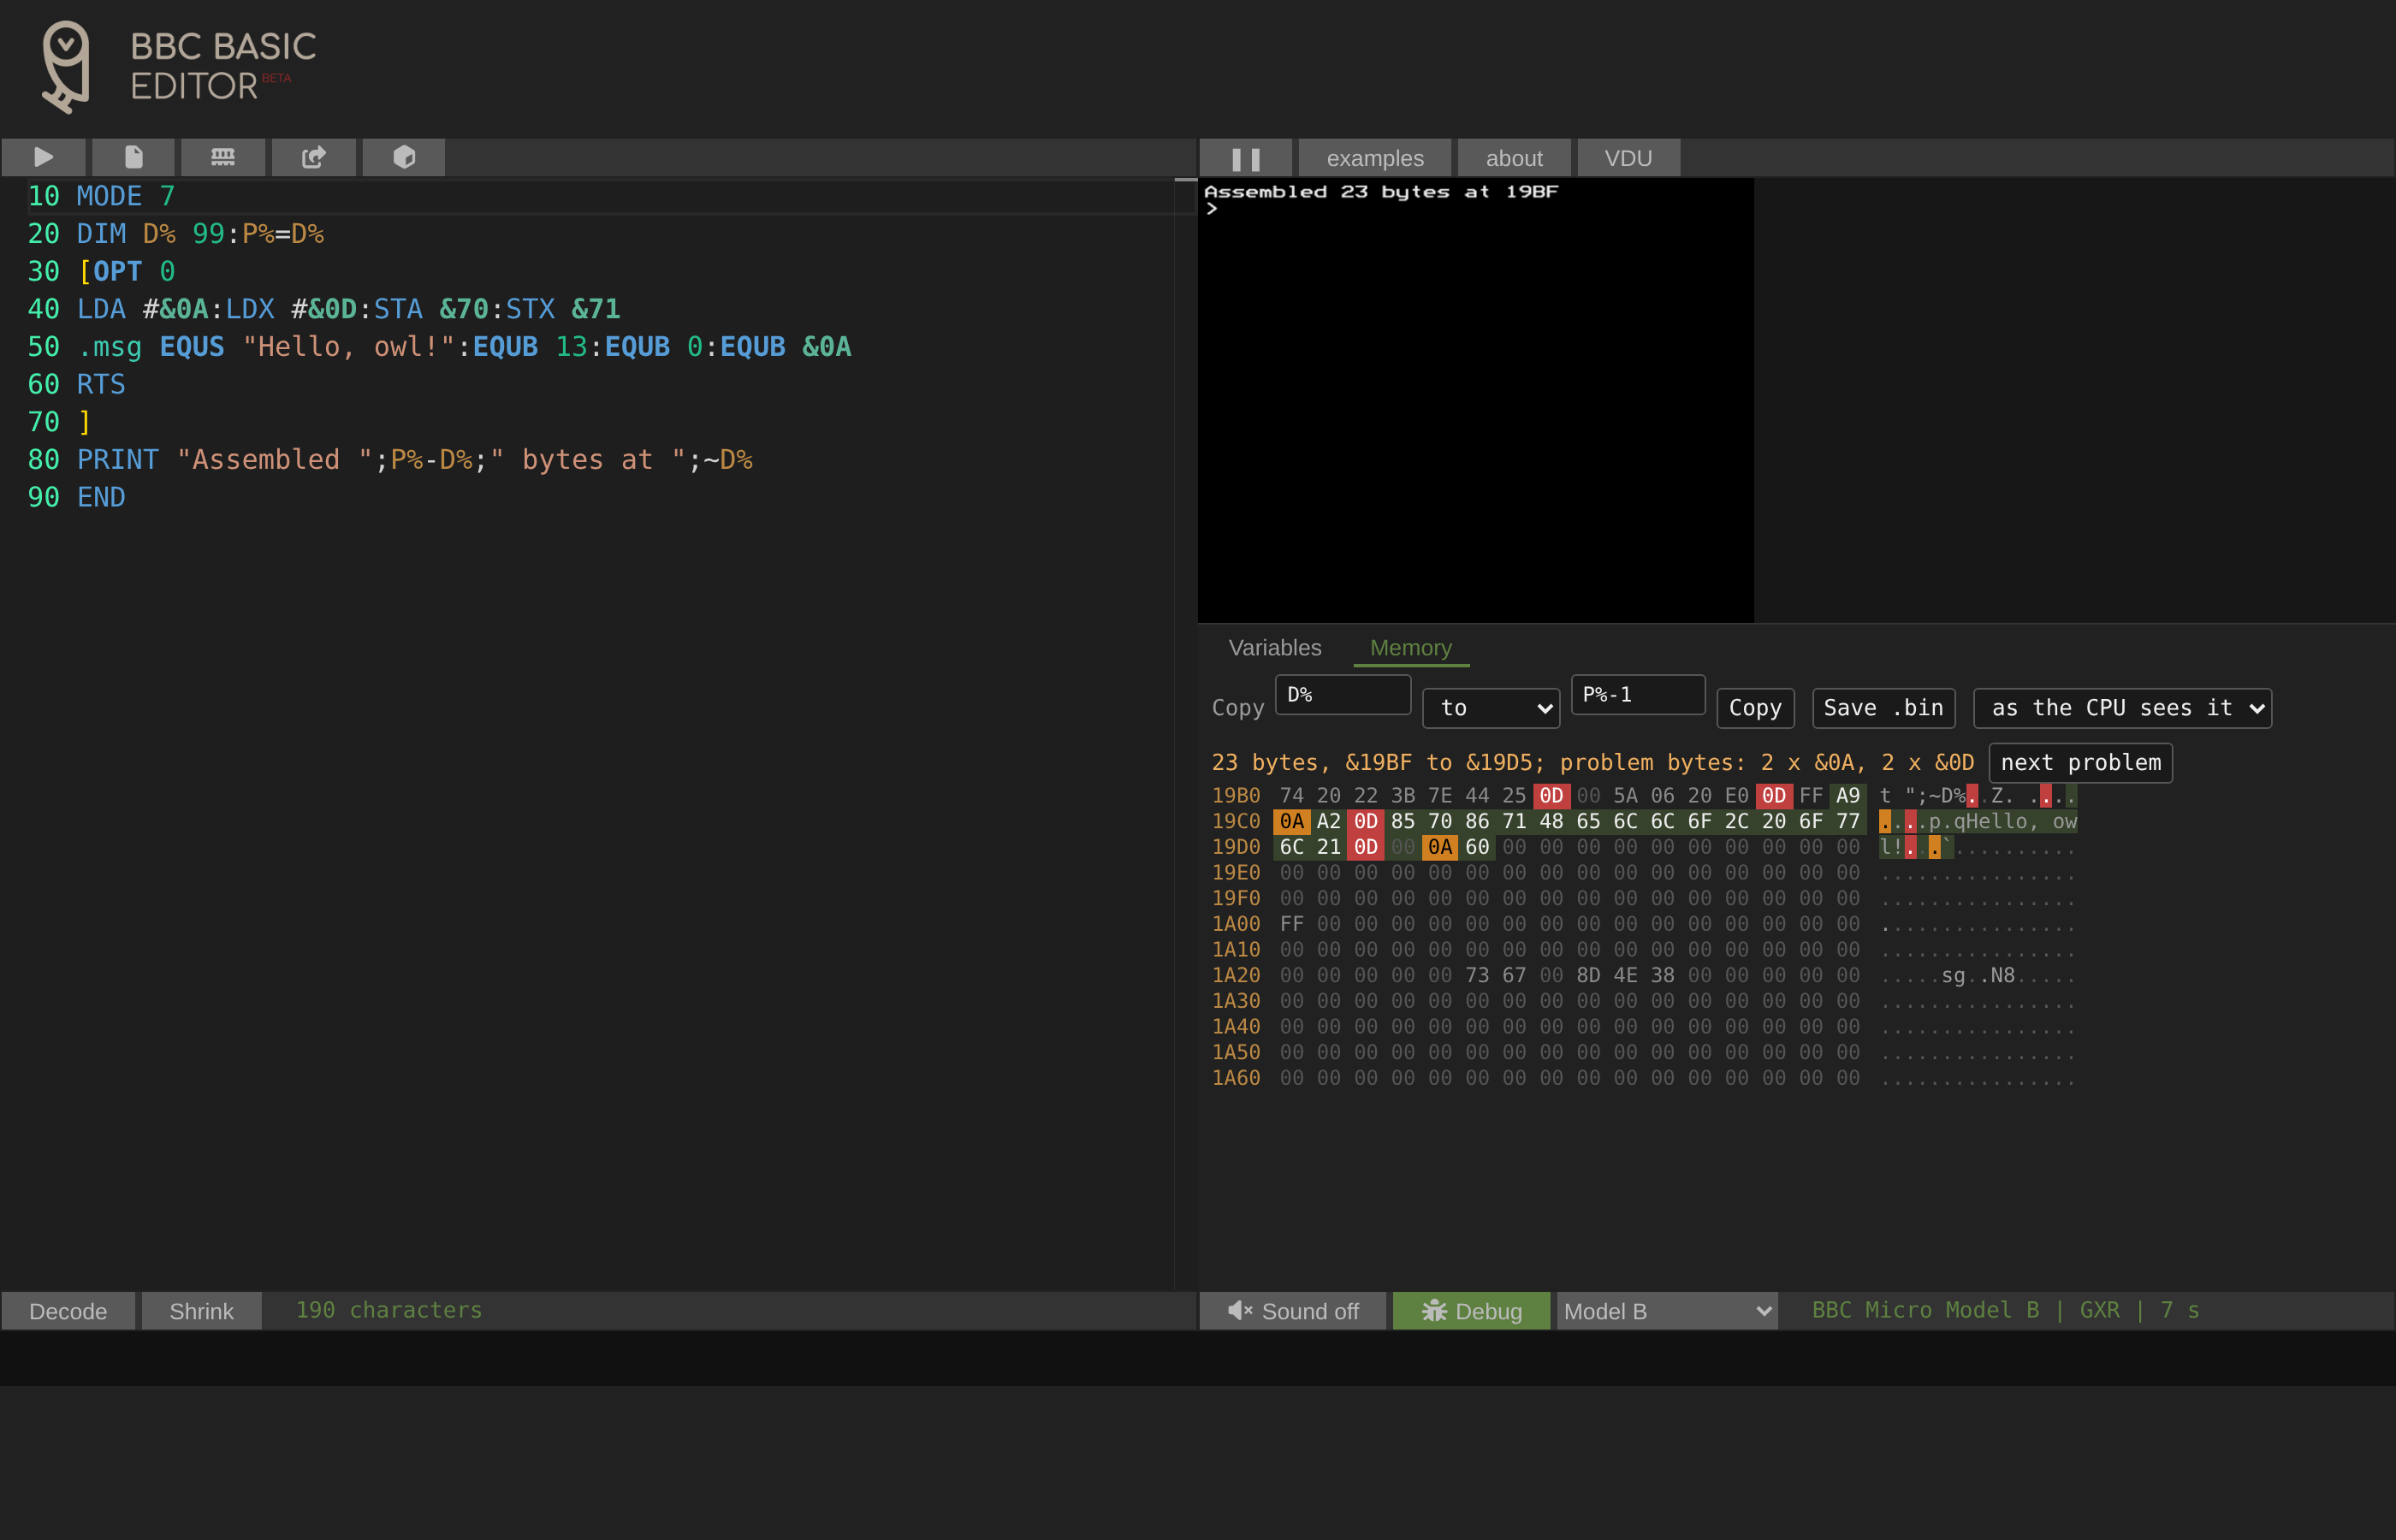 BBC BASIC
EDITOR BETA
examples about VDU
10 MODE 7
20 DIM D% 99:P%=D%
30 [OPT 0
40 LDA #&0A:LDX #&0D:STA &70:STX &71
50 .msg EQUS "Hello, owl!":EQUB 13:EQUB 0:EQUB &0A
60 RTS
70 ]
80 PRINT "Assembled ";P%-D%;" bytes at ";~D%
90 END
Assembled 23 bytes at 19BF
>
Variables Memory
Copy D% to P%-1 Copy Save .bin as the CPU sees it
23 bytes, &19BF to &19D5; problem bytes: 2 x &0A, 2 x &0D next problem
19B0 74 20 22 3B 7E 44 25 0D 00 5A 06 20 E0 0D FF A9 t ";~D%..Z. ....
19C0 0A A2 0D 85 70 86 71 48 65 6C 6C 6F 2C 20 6F 77 ....p.qHello, ow
19D0 6C 21 0D 00 0A 60 00 00 00 00 00 00 00 00 00 00 l!...`..........
19E0 00 00 00 00 00 00 00 00 00 00 00 00 00 00 00 00 ................
19F0 00 00 00 00 00 00 00 00 00 00 00 00 00 00 00 00 ................
1A00 FF 00 00 00 00 00 00 00 00 00 00 00 00 00 00 00 ................
1A10 00 00 00 00 00 00 00 00 00 00 00 00 00 00 00 00 ................
1A20 00 00 00 00 00 73 67 00 8D 4E 38 00 00 00 00 00 .....sg..N8.....
1A30 00 00 00 00 00 00 00 00 00 00 00 00 00 00 00 00 ................
1A40 00 00 00 00 00 00 00 00 00 00 00 00 00 00 00 00 ................
1A50 00 00 00 00 00 00 00 00 00 00 00 00 00 00 00 00 ................
1A60 00 00 00 00 00 00 00 00 00 00 00 00 00 00 00 00 ................
Decode Shrink 190 characters
Sound off Debug Model B BBC Micro Model B | GXR | 7 s